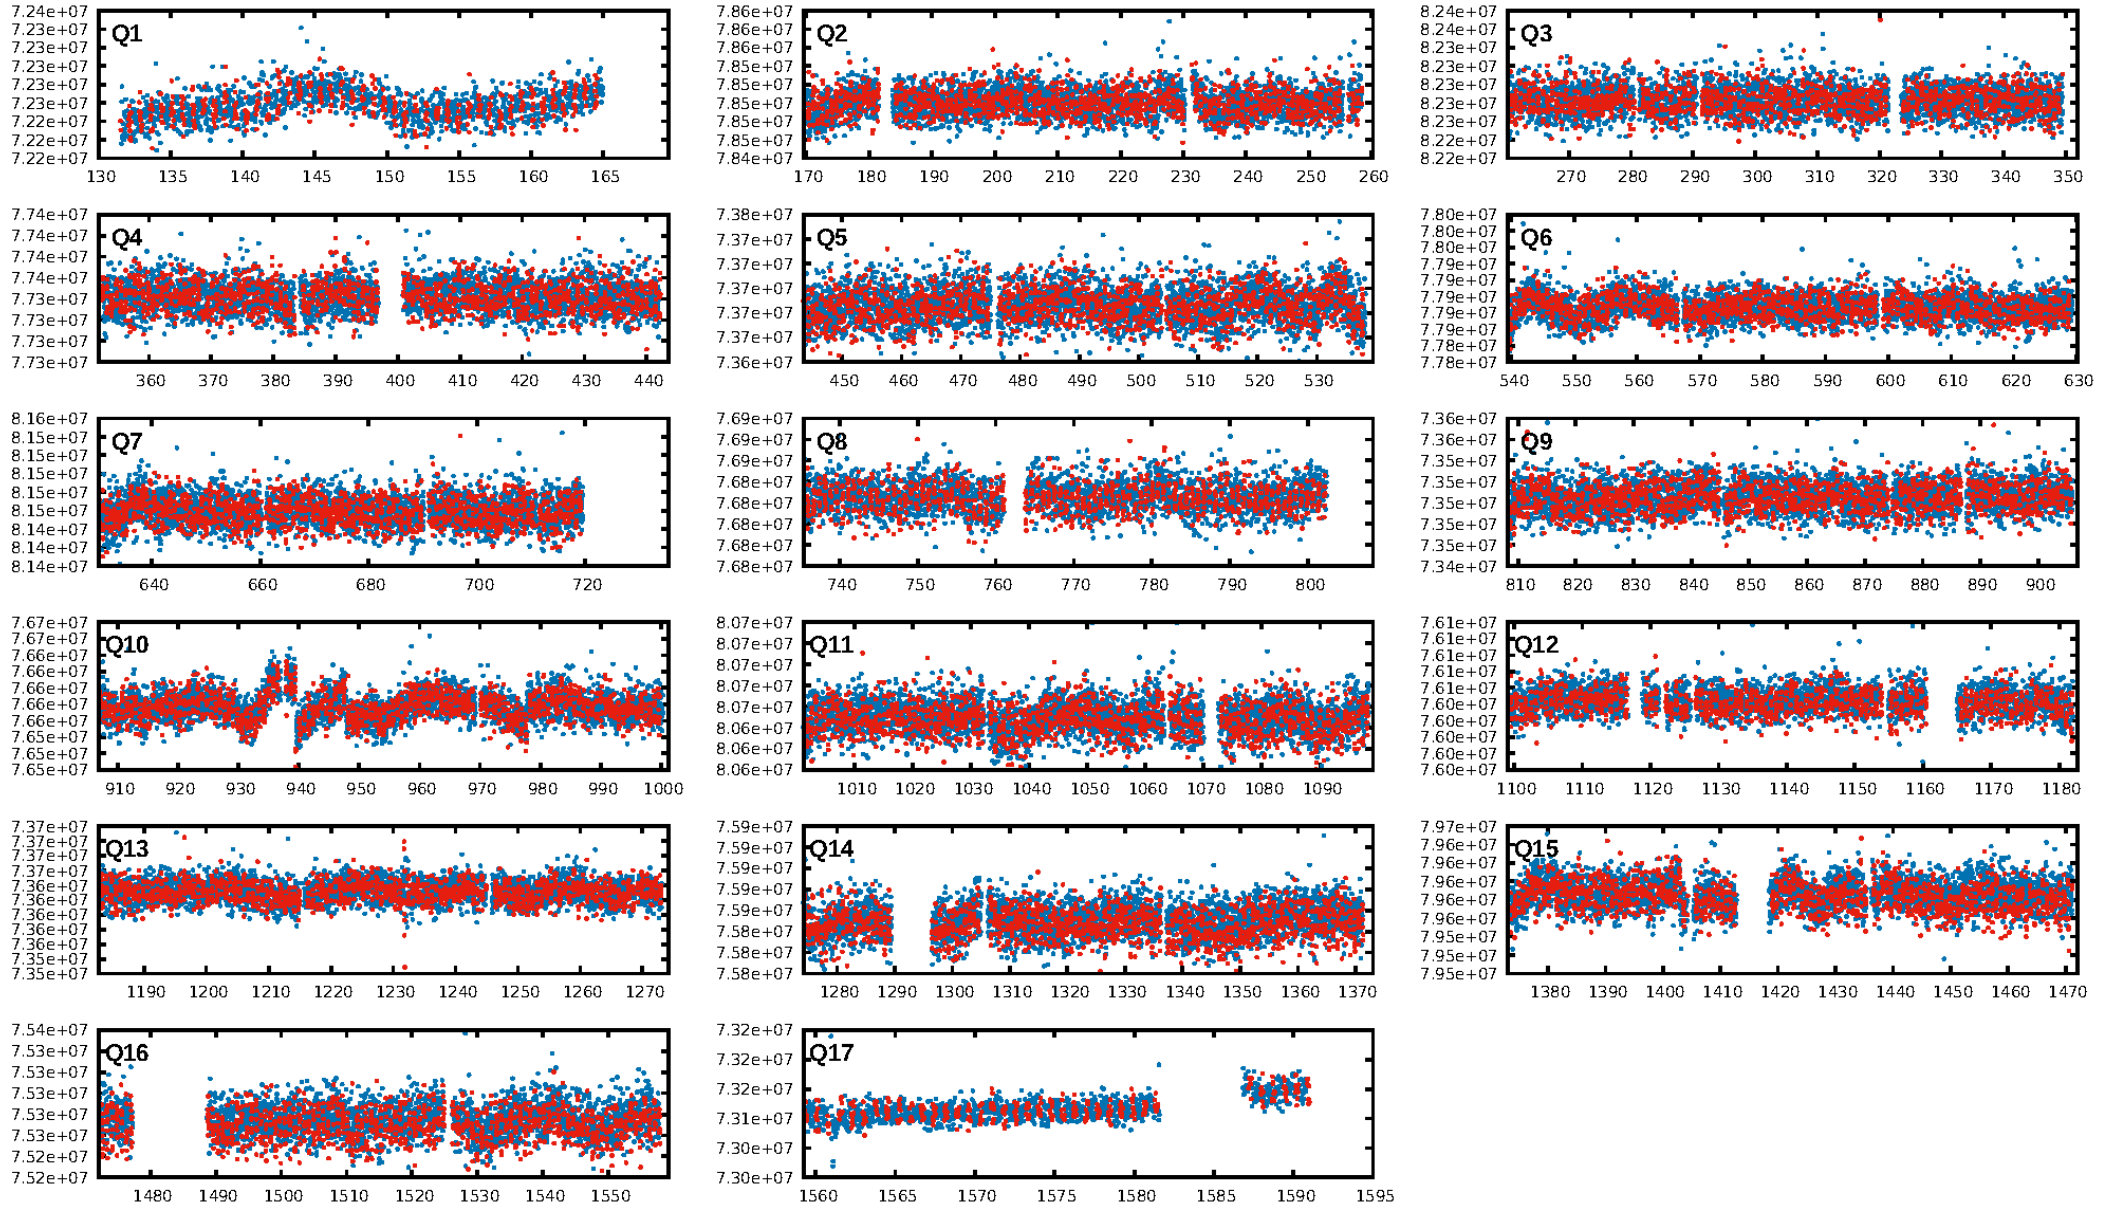 7.24e+07
7.23e+07
7.23e+07
7.23e+07
7.23e+07
7.23e+07
7.22e+07
7.22e+07
7.22e+07
Q1
130 135 140 145 150 155 160 165
7.86e+07
7.86e+07
7.86e+07
7.85e+07
7.85e+07
7.85e+07
7.85e+07
7.85e+07
7.84e+07
Q2
170 180 190 200 210 220 230 240 250 260
8.24e+07
8.24e+07
8.23e+07
8.23e+07
8.23e+07
8.23e+07
8.23e+07
8.22e+07
8.22e+07
Q3
270 280 290 300 310 320 330 340 350
7.74e+07
7.74e+07
7.74e+07
7.74e+07
7.73e+07
7.73e+07
7.73e+07
7.73e+07
Q4
360 370 380 390 400 410 420 430 440
7.38e+07
7.37e+07
7.37e+07
7.37e+07
7.37e+07
7.37e+07
7.36e+07
Q5
450 460 470 480 490 500 510 520 530
7.80e+07
7.80e+07
7.80e+07
7.79e+07
7.79e+07
7.79e+07
7.79e+07
7.79e+07
7.78e+07
7.78e+07
Q6
540 550 560 570 580 590 600 610 620 630
8.16e+07
8.15e+07
8.15e+07
8.15e+07
8.15e+07
8.15e+07
8.14e+07
8.14e+07
8.14e+07
Q7
640 660 680 700 720
7.69e+07
7.69e+07
7.69e+07
7.68e+07
7.68e+07
7.68e+07
7.68e+07
7.68e+07
Q8
740 750 760 770 780 790 800
7.36e+07
7.36e+07
7.35e+07
7.35e+07
7.35e+07
7.35e+07
7.35e+07
7.34e+07
Q9
810 820 830 840 850 860 870 880 890 900
7.67e+07
7.67e+07
7.66e+07
7.66e+07
7.66e+07
7.66e+07
7.66e+07
7.65e+07
7.65e+07
7.65e+07
Q10
910 920 930 940 950 960 970 980 990 1000
8.07e+07
8.07e+07
8.07e+07
8.07e+07
8.07e+07
8.06e+07
8.06e+07
8.06e+07
Q11
1010 1020 1030 1040 1050 1060 1070 1080 1090
7.61e+07
7.61e+07
7.61e+07
7.61e+07
7.61e+07
7.60e+07
7.60e+07
7.60e+07
7.60e+07
7.60e+07
Q12
1100 1110 1120 1130 1140 1150 1160 1170 1180
7.37e+07
7.37e+07
7.37e+07
7.37e+07
7.36e+07
7.36e+07
7.36e+07
7.36e+07
7.36e+07
7.35e+07
7.35e+07
Q13
1190 1200 1210 1220 1230 1240 1250 1260 1270
7.59e+07
7.59e+07
7.59e+07
7.59e+07
7.59e+07
7.58e+07
7.58e+07
7.58e+07
Q14
1280 1290 1300 1310 1320 1330 1340 1350 1360 1370
7.97e+07
7.96e+07
7.96e+07
7.96e+07
7.96e+07
7.96e+07
7.95e+07
7.95e+07
7.95e+07
Q15
1380 1390 1400 1410 1420 1430 1440 1450 1460 1470
7.54e+07
7.53e+07
7.53e+07
7.53e+07
7.53e+07
7.53e+07
7.52e+07
7.52e+07
Q16
1480 1490 1500 1510 1520 1530 1540 1550
7.32e+07
7.32e+07
7.32e+07
7.31e+07
7.30e+07
7.30e+07
Q17
1560 1565 1570 1575 1580 1585 1590 1595